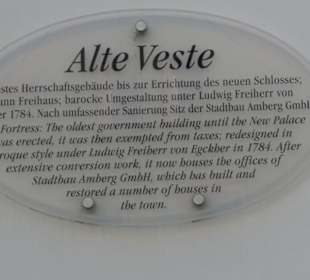 Alte Veste
stes Herrschaftsgebäude bis zur Errichtung des neuen Schlosses;
nn Freihaus; barocke Umgestaltung unter Ludwig Freiherr von
er 1784. Nach umfassender Sanierung Sitz der Stadtbau Amberg GmbH
Fortress: The oldest government building until the New Palace
was erected, it was then exempted from taxes; redesigned in
roque style under Ludwig Freiherr von Egckher in 1784. After
extensive conversion work, it now houses the offices of
Stadtbau Amberg GmbH, which has built and
restored a number of houses in
the town.